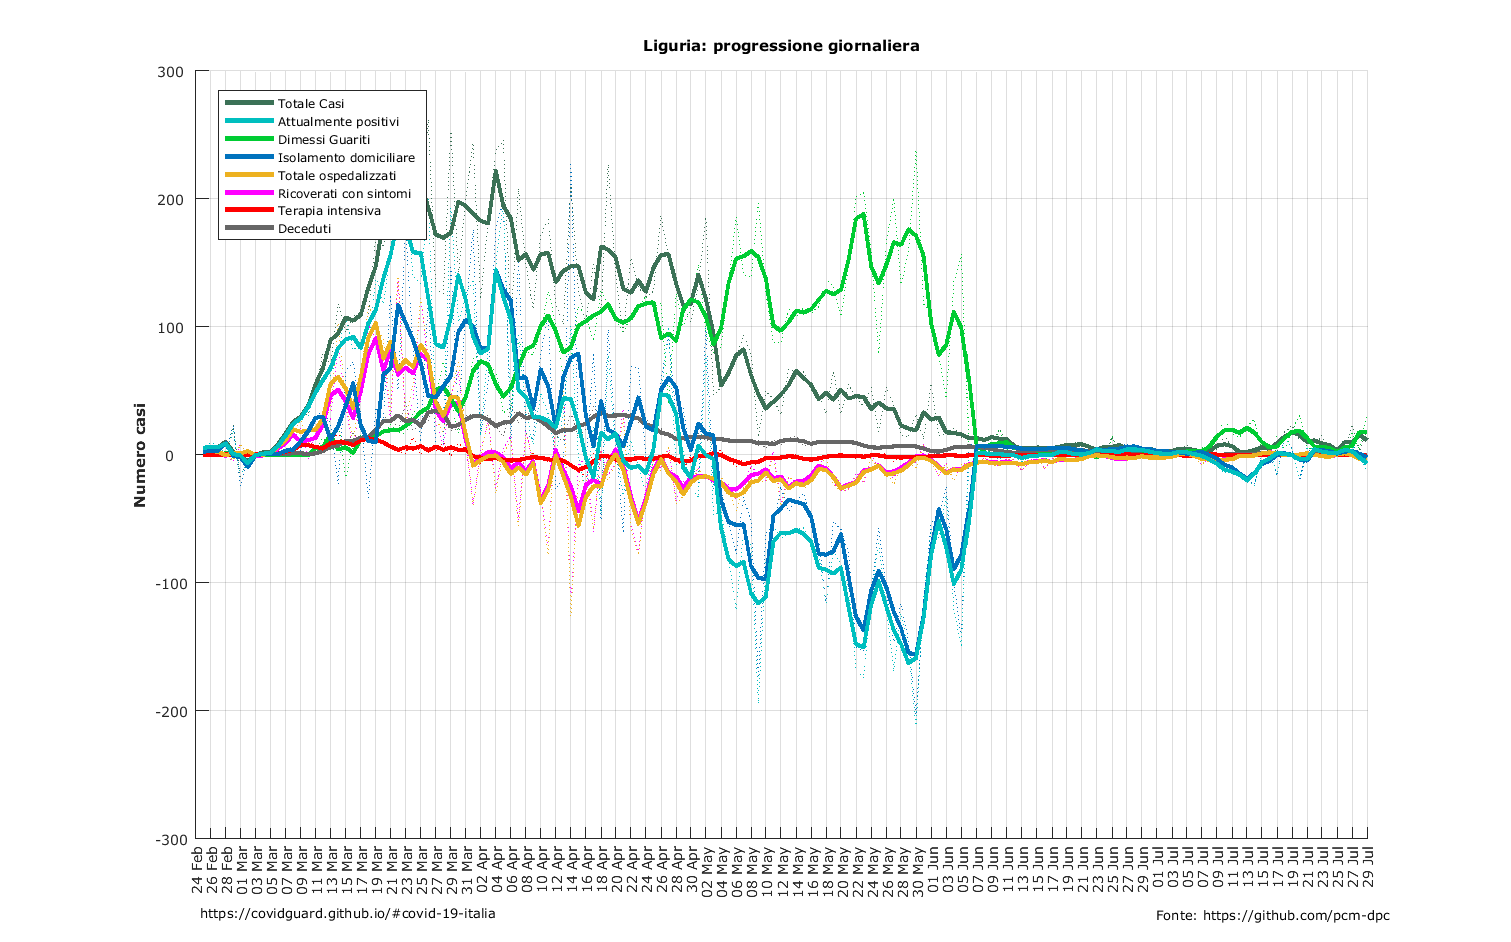 Liguria: progressione giornaliera
300
200
100
0
-100
-200
-300
Numero casi
Totale Casi
Attualmente positivi
Dimessi Guariti
Isolamento domiciliare
Totale ospedalizzati
Ricoverati con sintomi
Terapia intensiva
Deceduti
24 Feb
26 Feb
28 Feb
01 Mar
03 Mar
05 Mar
07 Mar
09 Mar
11 Mar
13 Mar
15 Mar
17 Mar
19 Mar
21 Mar
23 Mar
25 Mar
27 Mar
29 Mar
31 Mar
02 Apr
04 Apr
06 Apr
08 Apr
10 Apr
12 Apr
14 Apr
16 Apr
18 Apr
20 Apr
22 Apr
24 Apr
26 Apr
28 Apr
30 Apr
02 May
04 May
06 May
08 May
10 May
12 May
14 May
16 May
18 May
20 May
22 May
24 May
26 May
28 May
30 May
01 Jun
03 Jun
05 Jun
07 Jun
09 Jun
11 Jun
13 Jun
15 Jun
17 Jun
19 Jun
21 Jun
23 Jun
25 Jun
27 Jun
29 Jun
01 Jul
03 Jul
05 Jul
07 Jul
09 Jul
11 Jul
13 Jul
15 Jul
17 Jul
19 Jul
21 Jul
23 Jul
25 Jul
27 Jul
29 Jul
https://covidguard.github.io/#covid-19-italia
Fonte: https://github.com/pcm-dpc